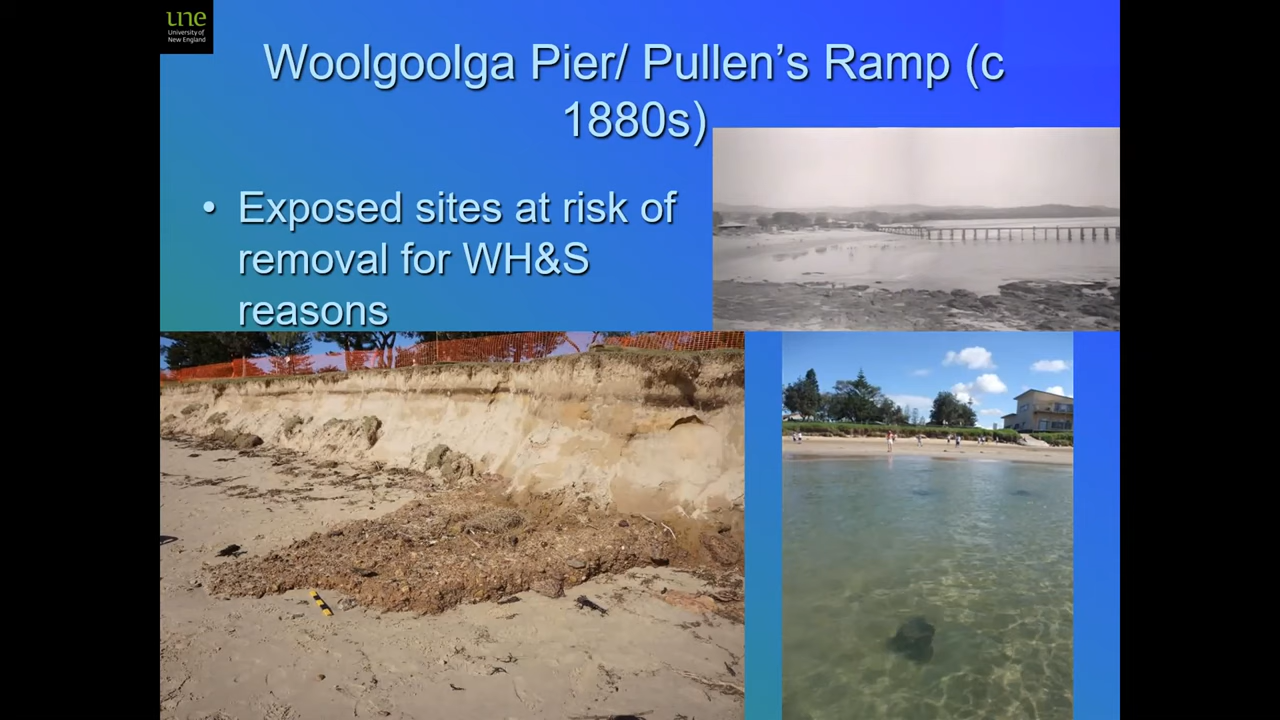 une
University of
New England
Woolgoolga Pier/ Pullen’s Ramp (c
1880s)
• Exposed sites at risk of
removal for WH&S
reasons